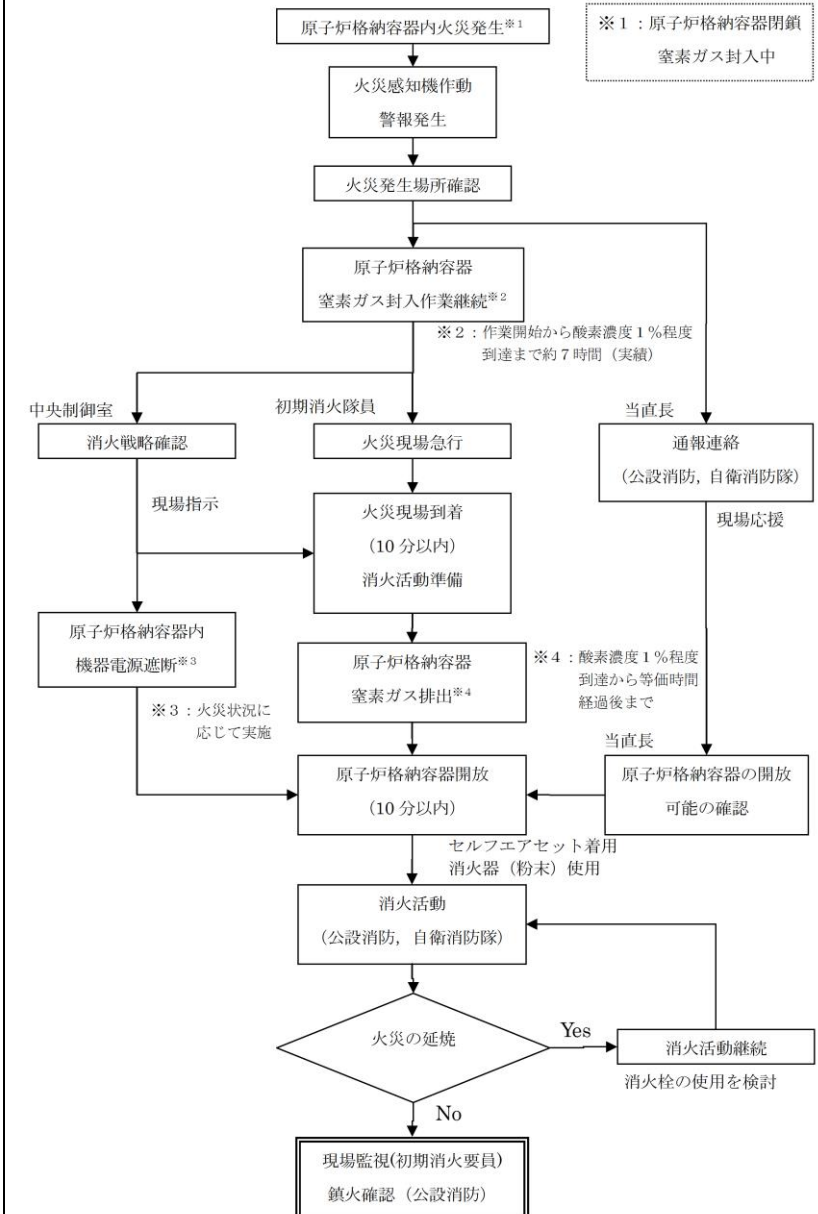 原子炉格納容器内火災発生※1
※1：原子炉格納容器閉鎖
窒素ガス封入中
火災感知機作動
警報発生
火災発生場所確認
原子炉格納容器
窒素ガス封入作業継続※2
※2：作業開始から酸素濃度1％程度
到達まで約7時間（実績）
中央制御室
初期消火隊員
当直長
消火戦略確認
火災現場急行
通報連絡
（公設消防，自衛消防隊）
現場指示
現場応援
火災現場到着
（10分以内）
消火活動準備
原子炉格納容器内
機器電源遮断※3
※3：火災状況に
応じて実施
原子炉格納容器
窒素ガス排出※4
※4：酸素濃度1％程度
到達から等価時間
経過後まで
当直長
原子炉格納容器開放
（10分以内）
原子炉格納容器の開放
可能の確認
セルフエアセット着用
消火器（粉末）使用
消火活動
（公設消防，自衛消防隊）
火災の延焼
Yes
消火活動継続
消火栓の使用を検討
No
現場監視(初期消火要員)
鎮火確認（公設消防）